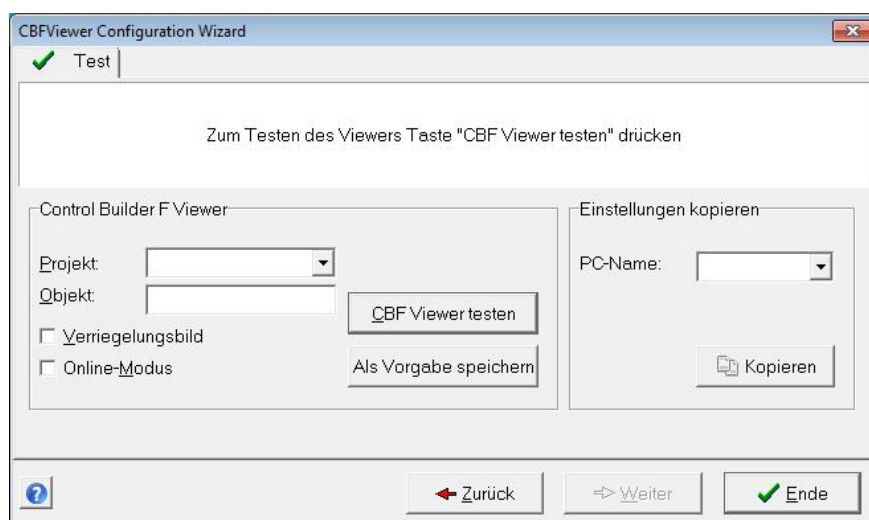 CBFViewer Configuration Wizard
Test
Zum Testen des Viewers Taste "CBF Viewer testen" drücken
Control Builder F Viewer
Projekt:
Objekt:
Verriegelungsbild
Online-Modus
CBF Viewer testen
Als Vorgabe speichern
Einstellungen kopieren
PC-Name:
Kopieren
? Zurück Weiter Ende